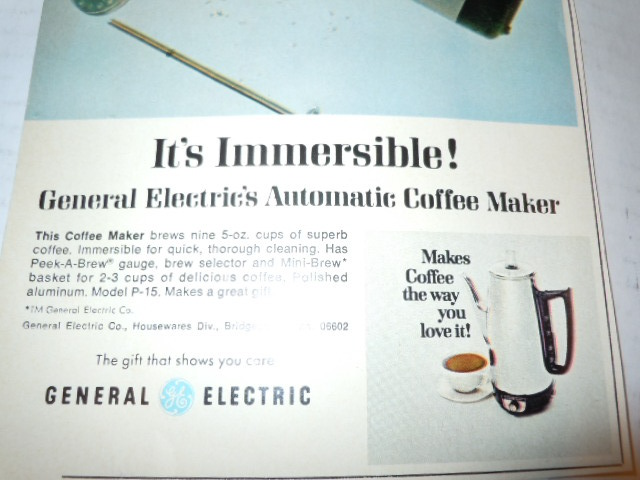 It's Immersible!
General Electric's Automatic Coffee Maker
This Coffee Maker brews nine 5-oz. cups of superb
coffee. Immersible for quick, thorough cleaning. Has
Peek-A-Brew® gauge, brew selector and Mini-Brew*
basket for 2-3 cups of delicious coffee. Polished
aluminum. Model P-15. Makes a great gift.
*TM General Electric Co.
General Electric Co., Housewares Div., 06602
The gift that shows you care
GENERAL GE ELECTRIC
Makes
Coffee
the way
you
love it!